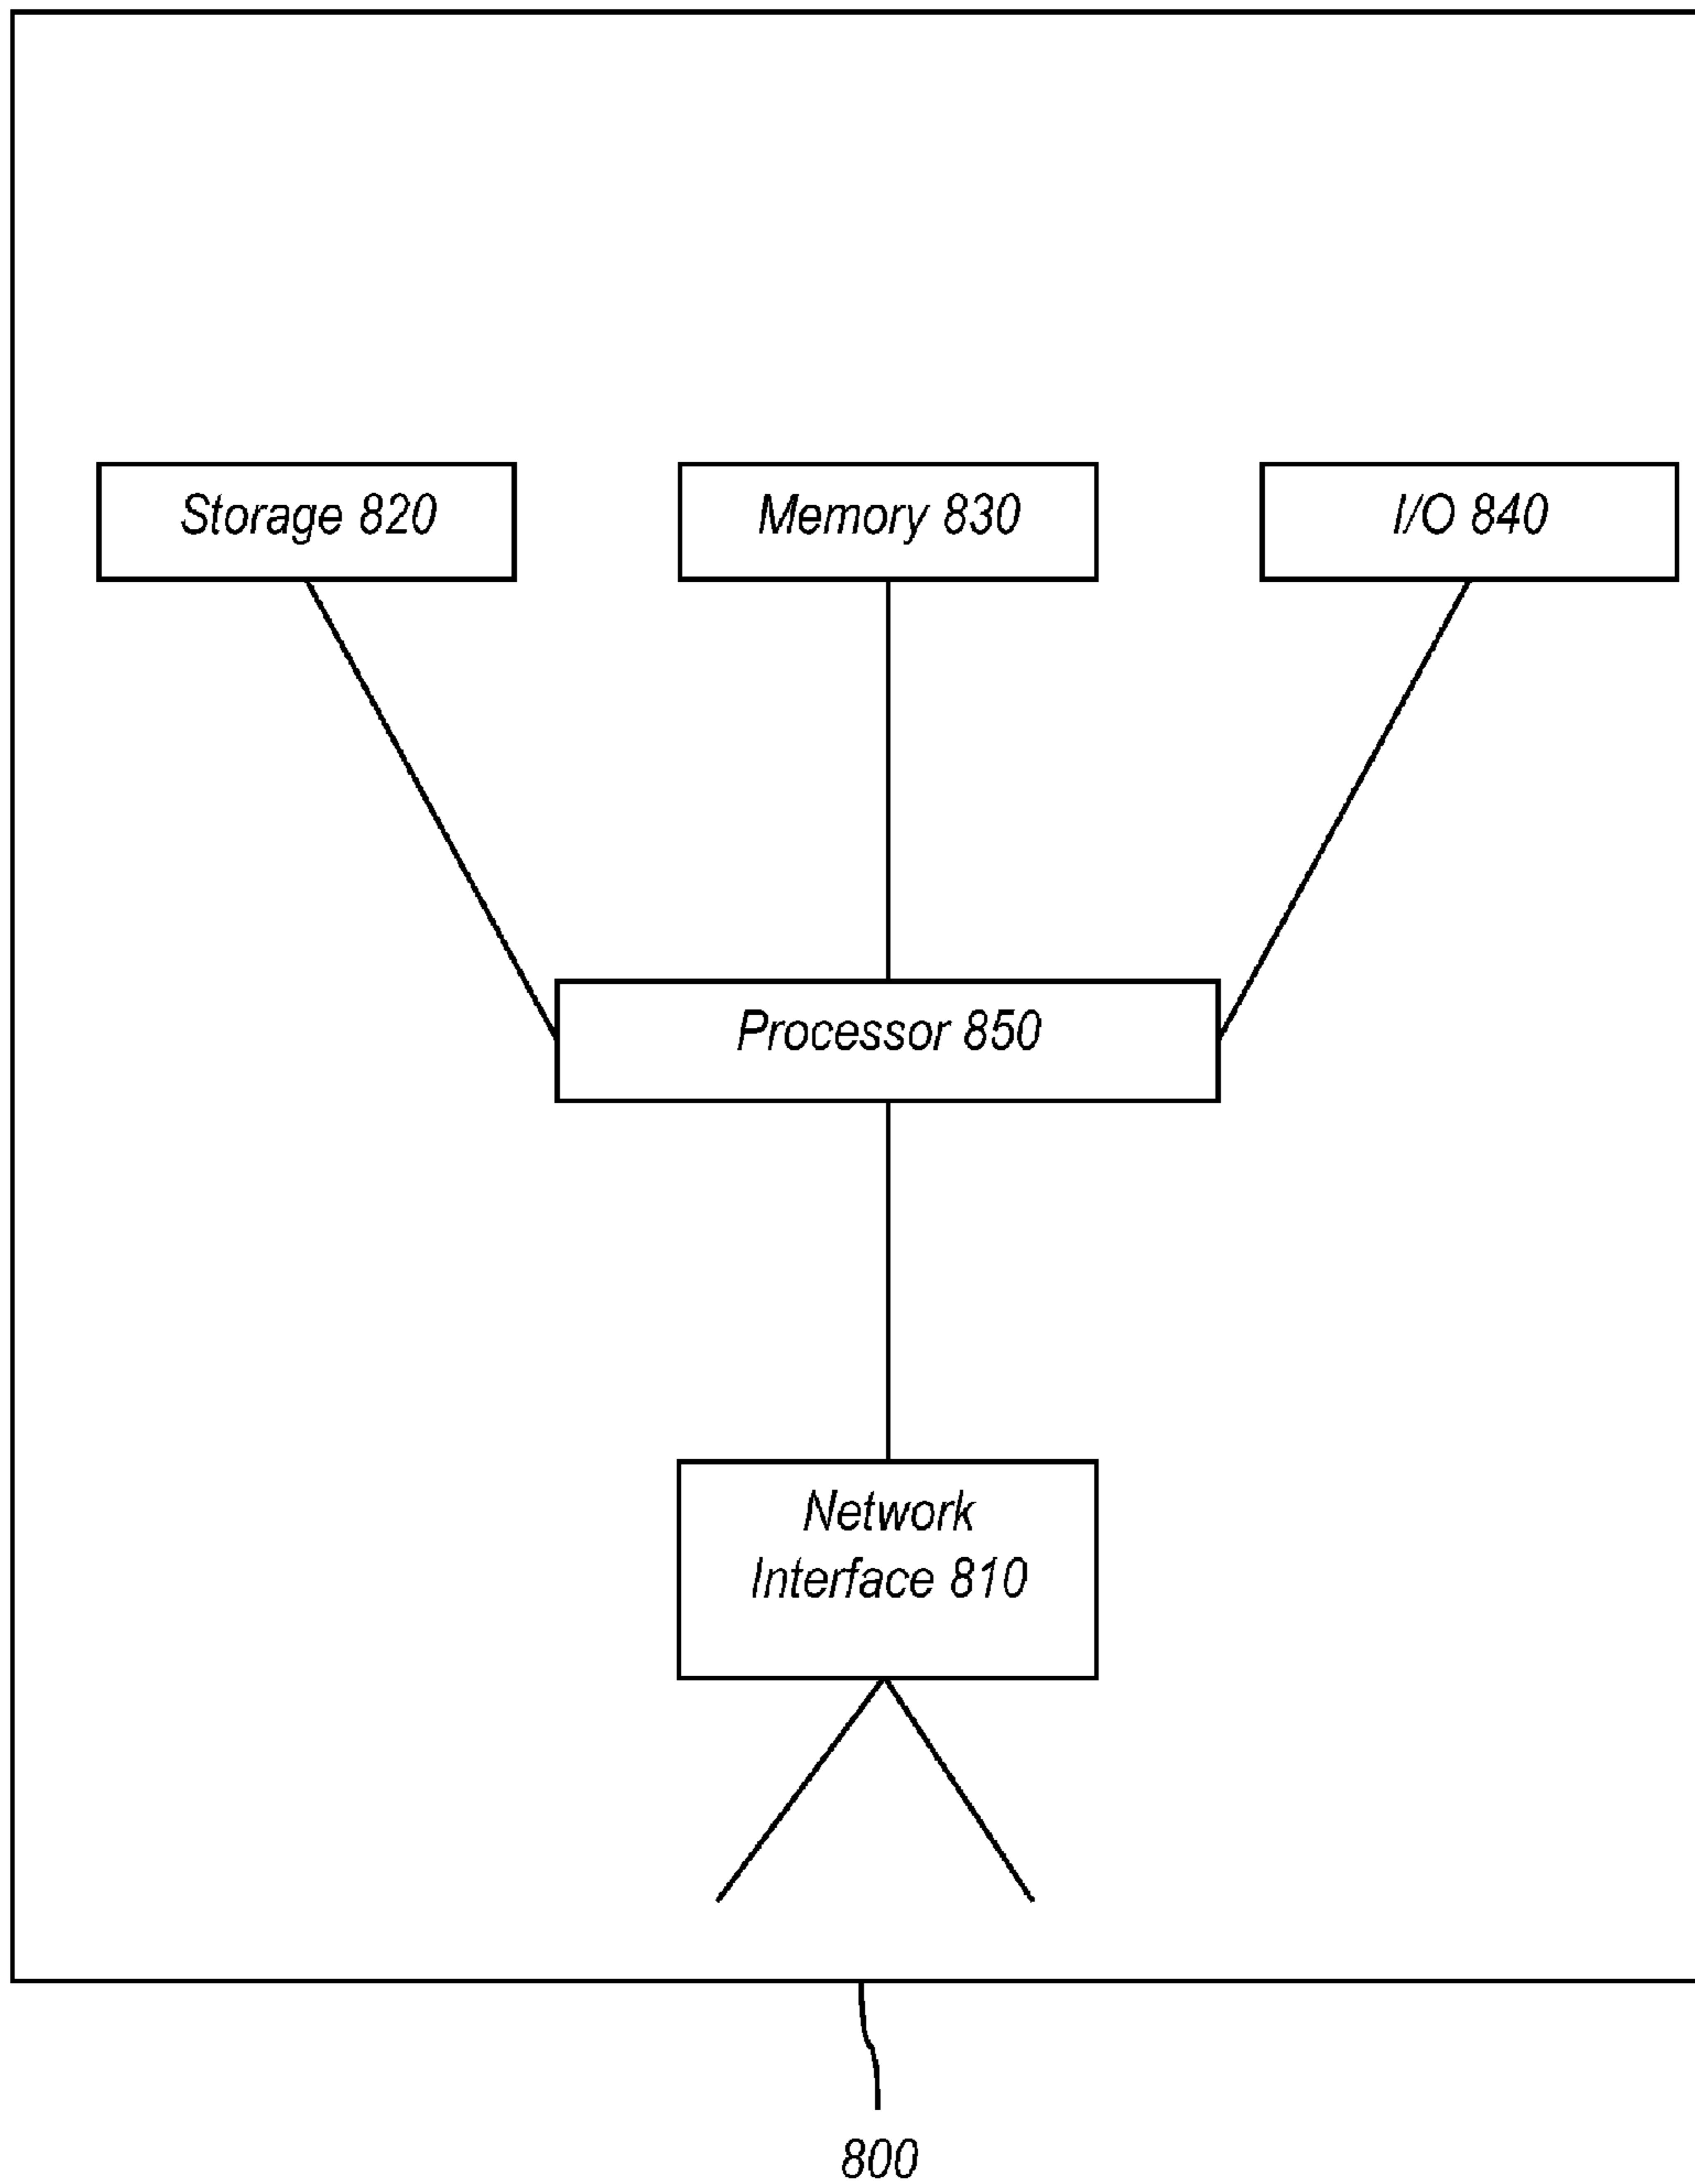 Storage 820
Memory 830
I/O 840
Processor 850
Network
Interface 810
800